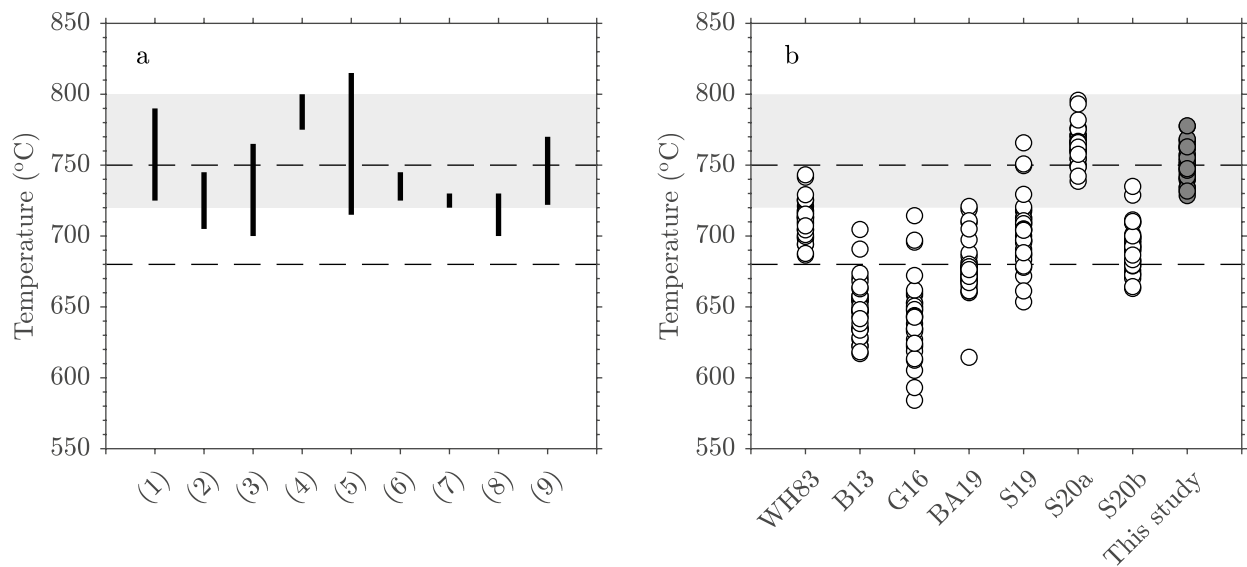 a
Temperature (°C)
850
800
750
700
650
600
550
(1)
(2)
(3)
(4)
(5)
(6)
(7)
(8)
(9)
b
Temperature (°C)
850
800
750
700
650
600
550
WH83
B13
G16
BA19
S19
S20a
S20b
This study